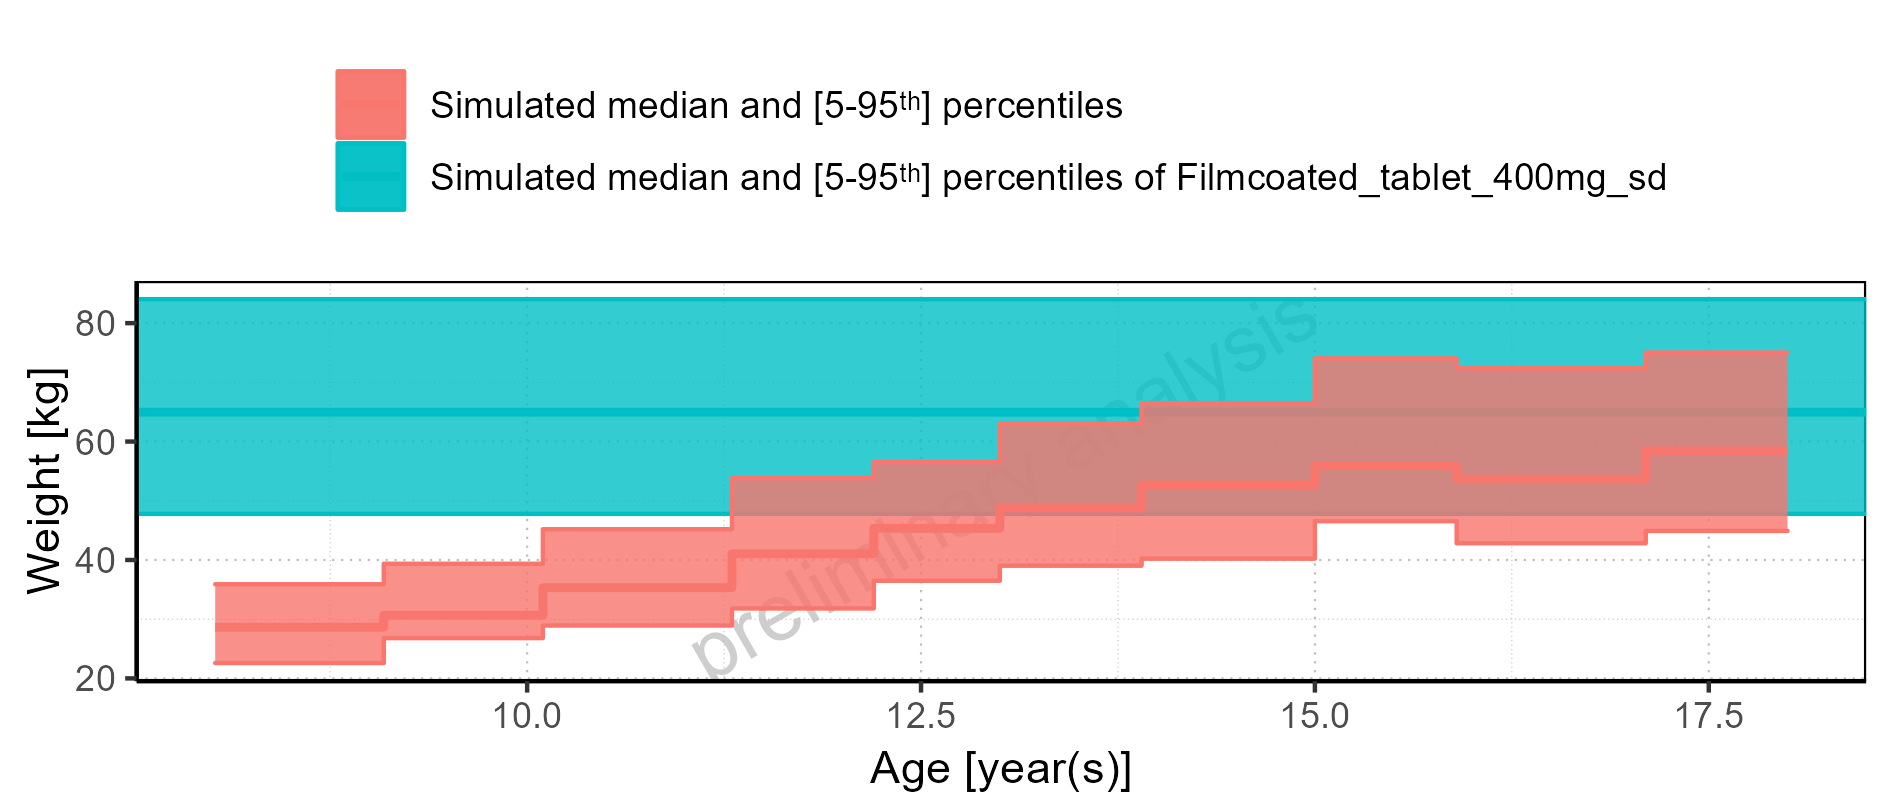 Simulated median and [5-95th] percentiles
Simulated median and [5-95th] percentiles of Filmcoated_tablet_400mg_sd
80
60
40
20
Weight [kg]
preliminary analysis
10.0 12.5 15.0 17.5
Age [year(s)]